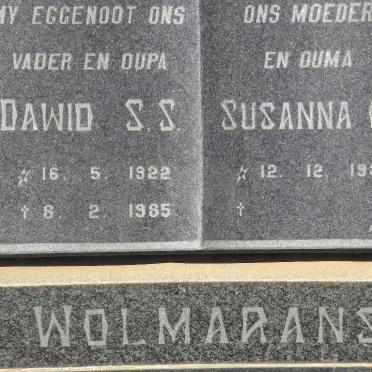 MY EGGENOOT ONS
VADER EN OUPA
DAWID S. S.
☆ 16. 5. 1922
† 8. 2. 1985
ONS MOEDER
EN OUMA
SUSANNA
☆ 12. 12.
†
WOLMARANS